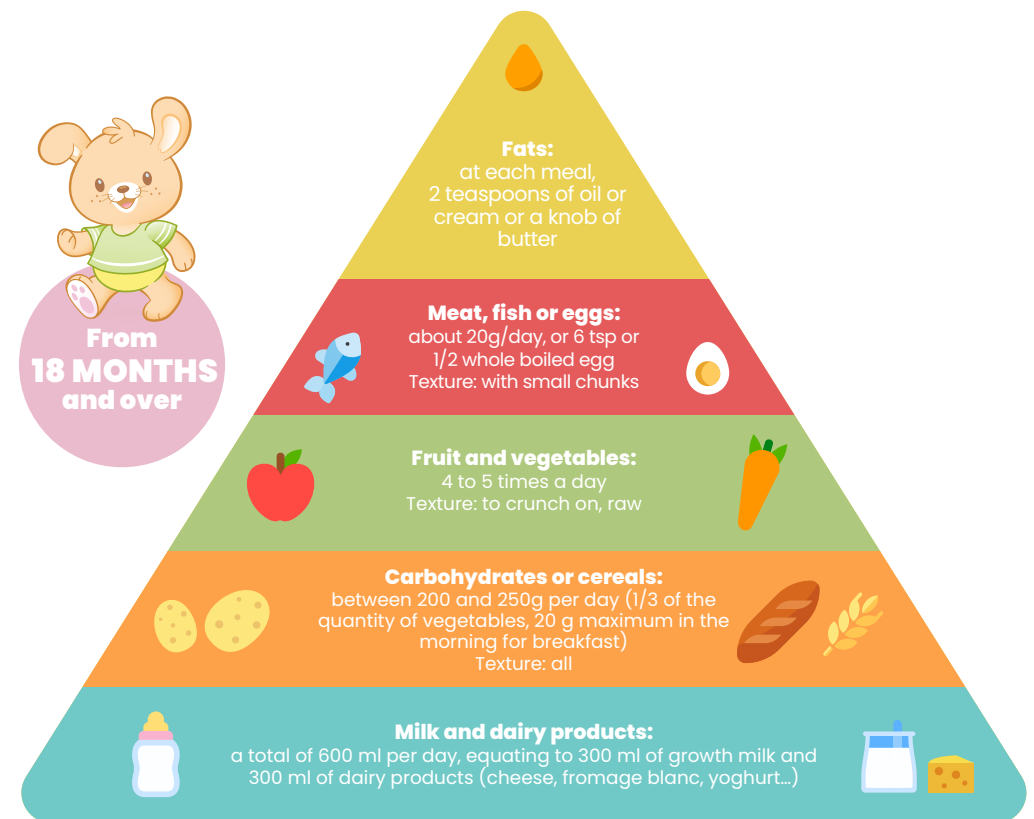 Fats:
at each meal,
2 teaspoons of oil or
cream or a knob of
butter
Meat, fish or eggs:
about 20g/day, or 6 tsp or
1/2 whole boiled egg
Texture: with small chunks
From
18 MONTHS
and over
Fruit and vegetables:
4 to 5 times a day
Texture: to crunch on, raw
Carbohydrates or cereals:
between 200 and 250g per day (1/3 of the
quantity of vegetables, 20 g maximum in the
morning for breakfast)
Texture: all
Milk and dairy products:
a total of 600 ml per day, equating to 300 ml of growth milk and
300 ml of dairy products (cheese, fromage blanc, yoghurt...)